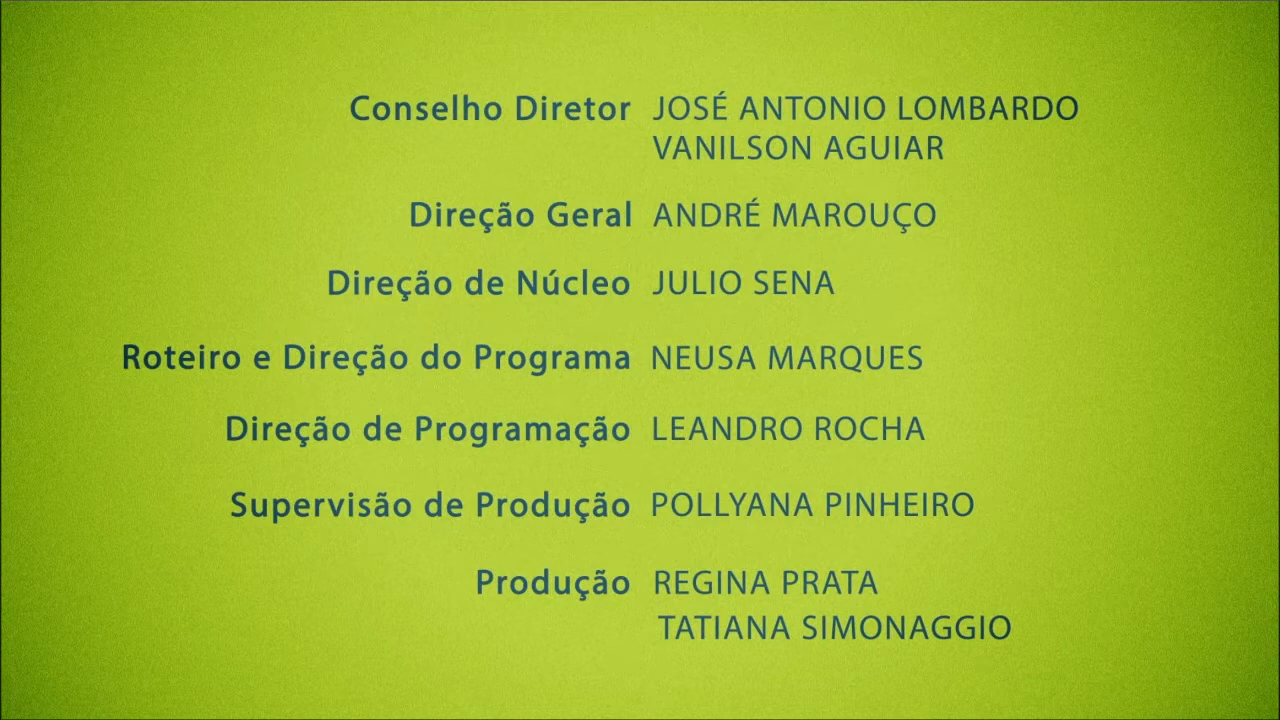 Conselho Diretor JOSÉ ANTONIO LOMBARDO
VANILSON AGUIAR
Direção Geral ANDRÉ MAROUÇO
Direção de Núcleo JULIO SENA
Roteiro e Direção do Programa NEUSA MARQUES
Direção de Programação LEANDRO ROCHA
Supervisão de Produção POLLYANA PINHEIRO
Produção REGINA PRATA
TATIANA SIMONAGGIO